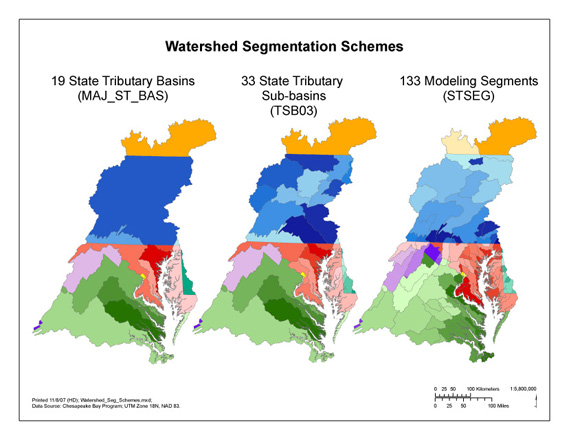 Watershed Segmentation Schemes
19 State Tributary Basins
(MAJ_ST_BAS)
33 State Tributary
Sub-basins
(TSB03)
133 Modeling Segments
(STSEG)
Printed 11/8/07 (HD); Watershed_Seg_Schemes.mxd;
Data Source: Chesapeake Bay Program; UTM Zone 18N, NAD 83.
0 25 50 100 Kilometers
1:5,800,000
0 25 50 100 Miles